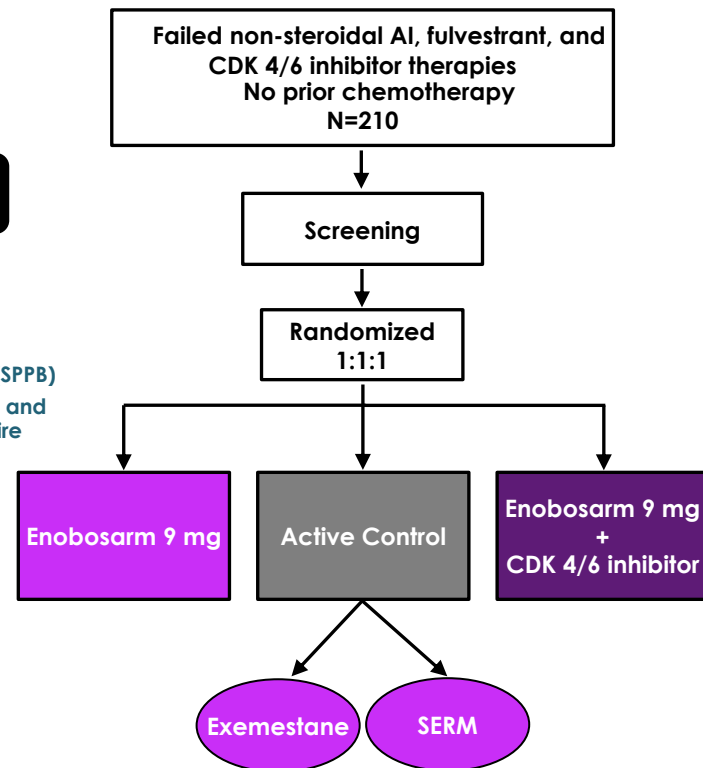 Failed non-steroidal AI, fulvestrant, and
CDK 4/6 inhibitor therapies
No prior chemotherapy
N=210
Screening
Randomized
1:1:1
SPPB)
and
ire
Enobosarm 9 mg
Active Control
Enobosarm 9 mg
+
CDK 4/6 inhibitor
Exemestane
SERM